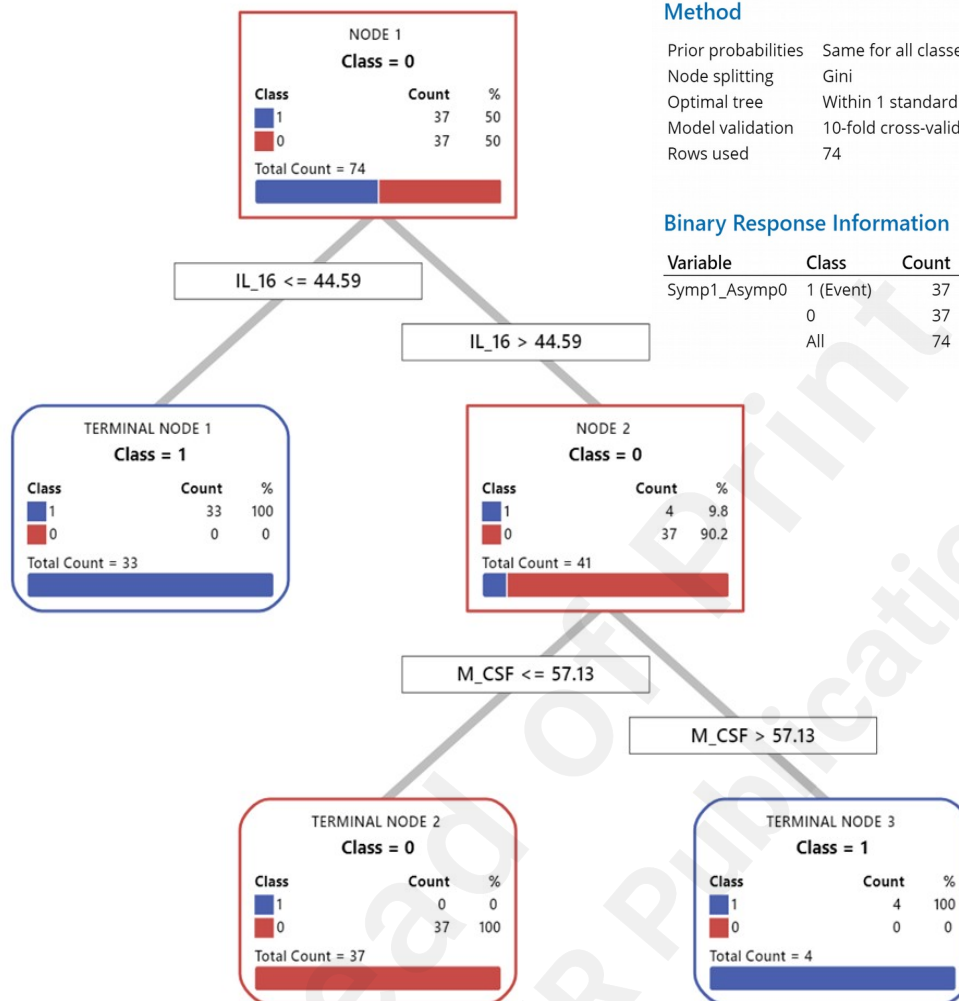 NODE 1
Class = 0
Class Count %
1 37 50
0 37 50
Total Count = 74
Method
Prior probabilities Same for all classe
Node splitting Gini
Optimal tree Within 1 standard
Model validation 10-fold cross-valid
Rows used 74
Binary Response Information
Variable Class Count
Symp1_Asymp0 1 (Event) 37
0 37
All 74
IL_16 <= 44.59
IL_16 > 44.59
TERMINAL NODE 1
Class = 1
Class Count %
1 33 100
0 0 0
Total Count = 33
NODE 2
Class = 0
Class Count %
1 4 9.8
0 37 90.2
Total Count = 41
M_CSF <= 57.13
M_CSF > 57.13
TERMINAL NODE 2
Class = 0
Class Count %
1 0 0
0 37 100
Total Count = 37
TERMINAL NODE 3
Class = 1
Class Count %
1 4 100
0 0 0
Total Count = 4
ead of Print
R Publicatio